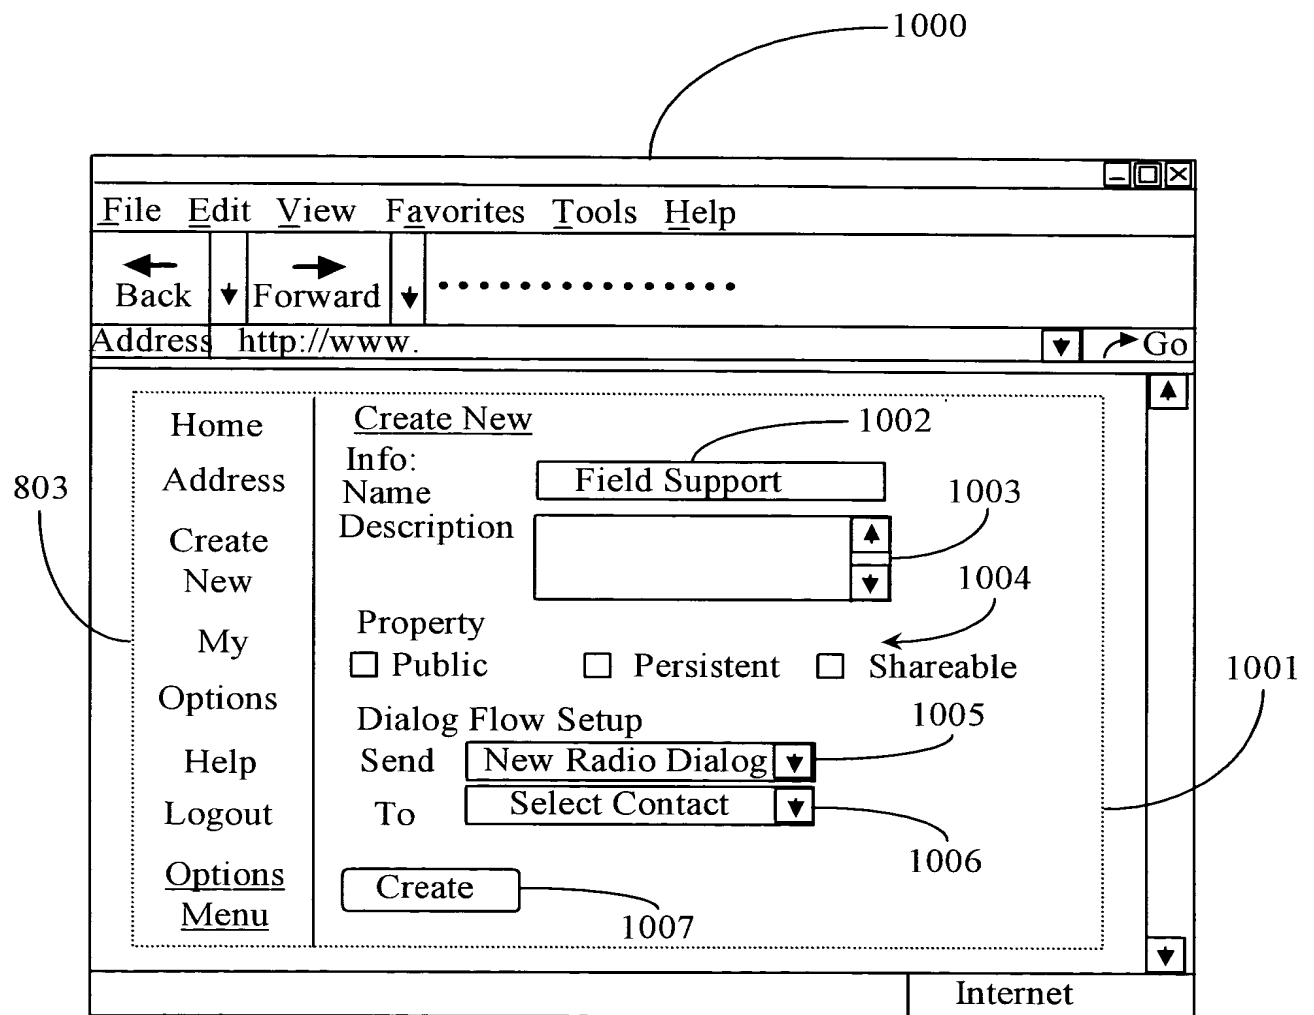 1000
File Edit View Favorites Tools Help
Back Forward
Address http://www. Go
Home
Address
Create
New
My
Options
Help
Logout
Options
Menu
803
Create New
Info:
Name Field Support
1002
Description
1003
1004
Property
Public Persistent Shareable
1001
Dialog Flow Setup
1005
Send New Radio Dialog
To Select Contact
1006
Create
1007
Internet